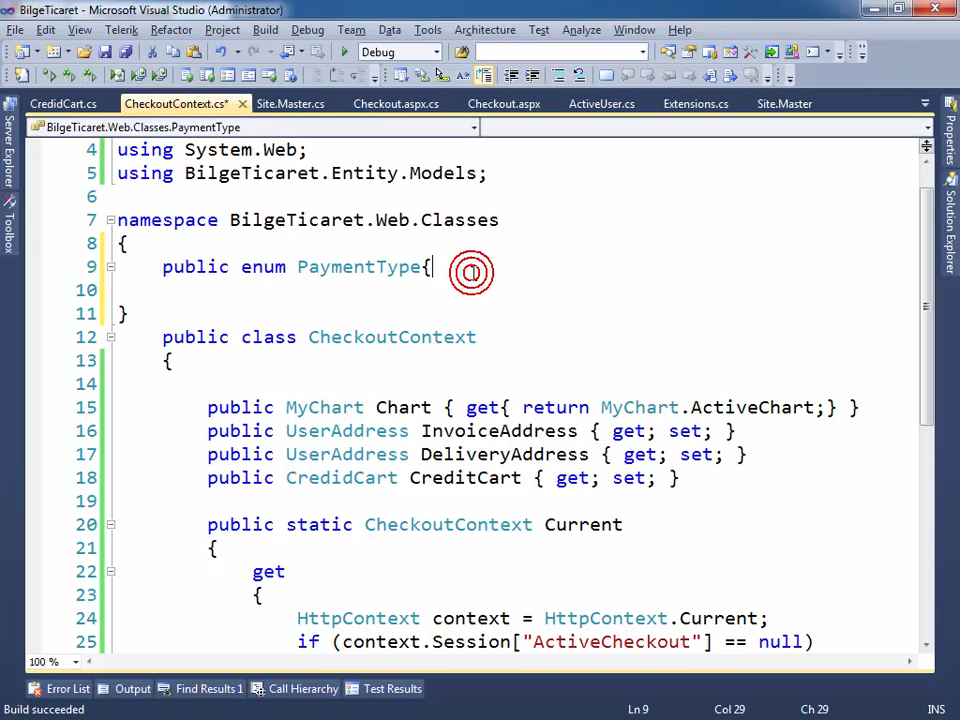 BilgeTicaret - Microsoft Visual Studio (Administrator)
File Edit View Telerik Refactor Project Build Debug Team Data Tools Architecture Test Analyze Window Help
Debug
CredidCart.cs CheckoutContext.cs* Site.Master.cs Checkout.aspx.cs Checkout.aspx ActiveUser.cs Extensions.cs Site.Master
BilgeTicaret.Web.Classes.PaymentType
Server Explorer
Toolbox
Properties
Solution Explorer
4 using System.Web;
5 using BilgeTicaret.Entity.Models;
6
7 namespace BilgeTicaret.Web.Classes
8 {
9 public enum PaymentType{
10
11 }
12 public class CheckoutContext
13 {
14
15 public MyChart Chart { get{ return MyChart.ActiveChart;} }
16 public UserAddress InvoiceAddress { get; set; }
17 public UserAddress DeliveryAddress { get; set; }
18 public CredidCart CreditCart { get; set; }
19
20 public static CheckoutContext Current
21 {
22 get
23 {
24 HttpContext context = HttpContext.Current;
25 if (context.Session["ActiveCheckout"] == null)
100 %
Error List Output Find Results 1 Call Hierarchy Test Results
Build succeeded Ln 9 Col 29 Ch 29 INS